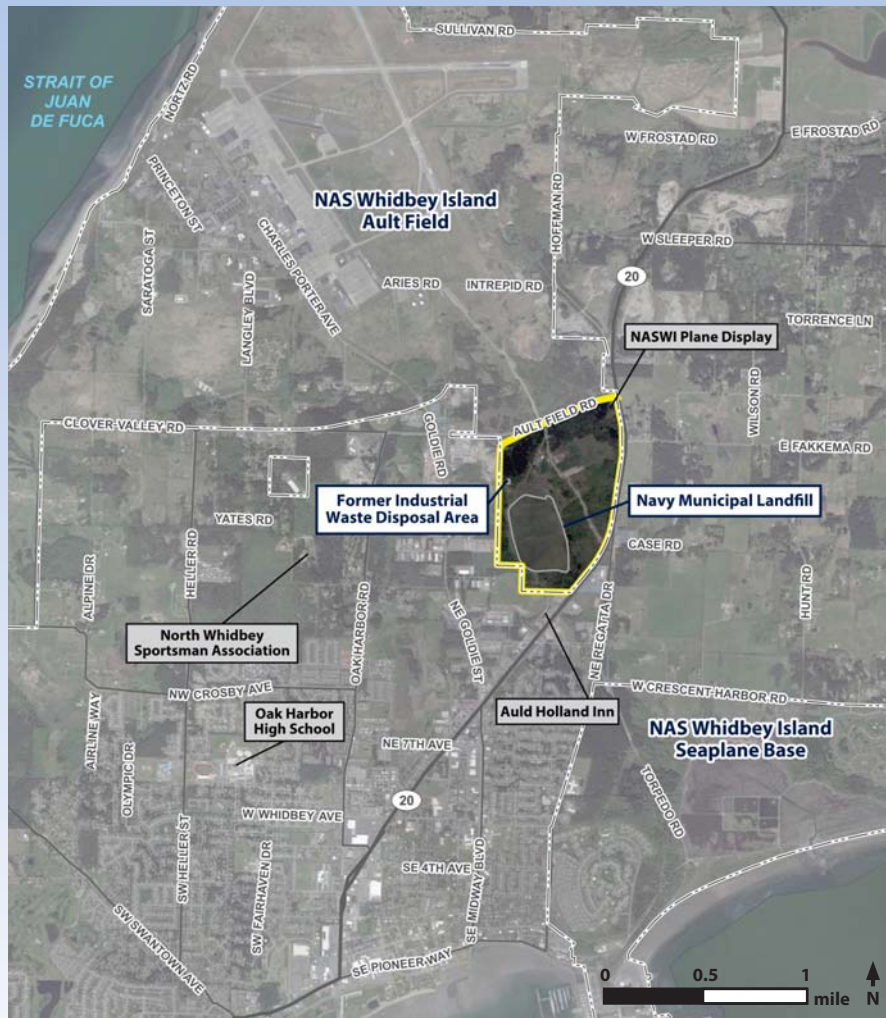 SULLIVAN RD
STRAIT OF
JUAN
DE FUCA
NORTZ RD
W FROSTAD RD
E FROSTAD RD
PRINCETON ST
HOFFMAN RD
NAS Whidbey Island
Ault Field
CHARLES PORTER AVE
SARATOGA ST
W SLEEPER RD
20
LANGLEY BLVD
ARIES RD
INTREPID RD
TORRENCE LN
NASWI Plane Display
WILSON RD
AULT FIELD RD
CLOVER VALLEY RD
GOLDIE RD
E FAKKEMA RD
Former Industrial
Waste Disposal Area
Navy Municipal Landfill
YATES RD
HELLER RD
CASE RD
ALPINE DR
HUNT RD
OAK HARBOR RD
NE GOLDIE ST
NE REGATTA DR
North Whidbey
Sportsman Association
NW CROSBY AVE
W CRESCENT HARBOR RD
Oak Harbor
High School
Auld Holland Inn
AIRLINE WAY
NAS Whidbey Island
Seaplane Base
NE 7TH AVE
OLYMPIC DR
TORPEDO RD
20
W WHIDBEY AVE
SW HELLER ST
SW FAIRHAVEN DR
SE 4TH AVE
SE MIDWAY BLVD
SW SWANTOWN AVE
SE PIONEER WAY
0 0.5 1
mile N